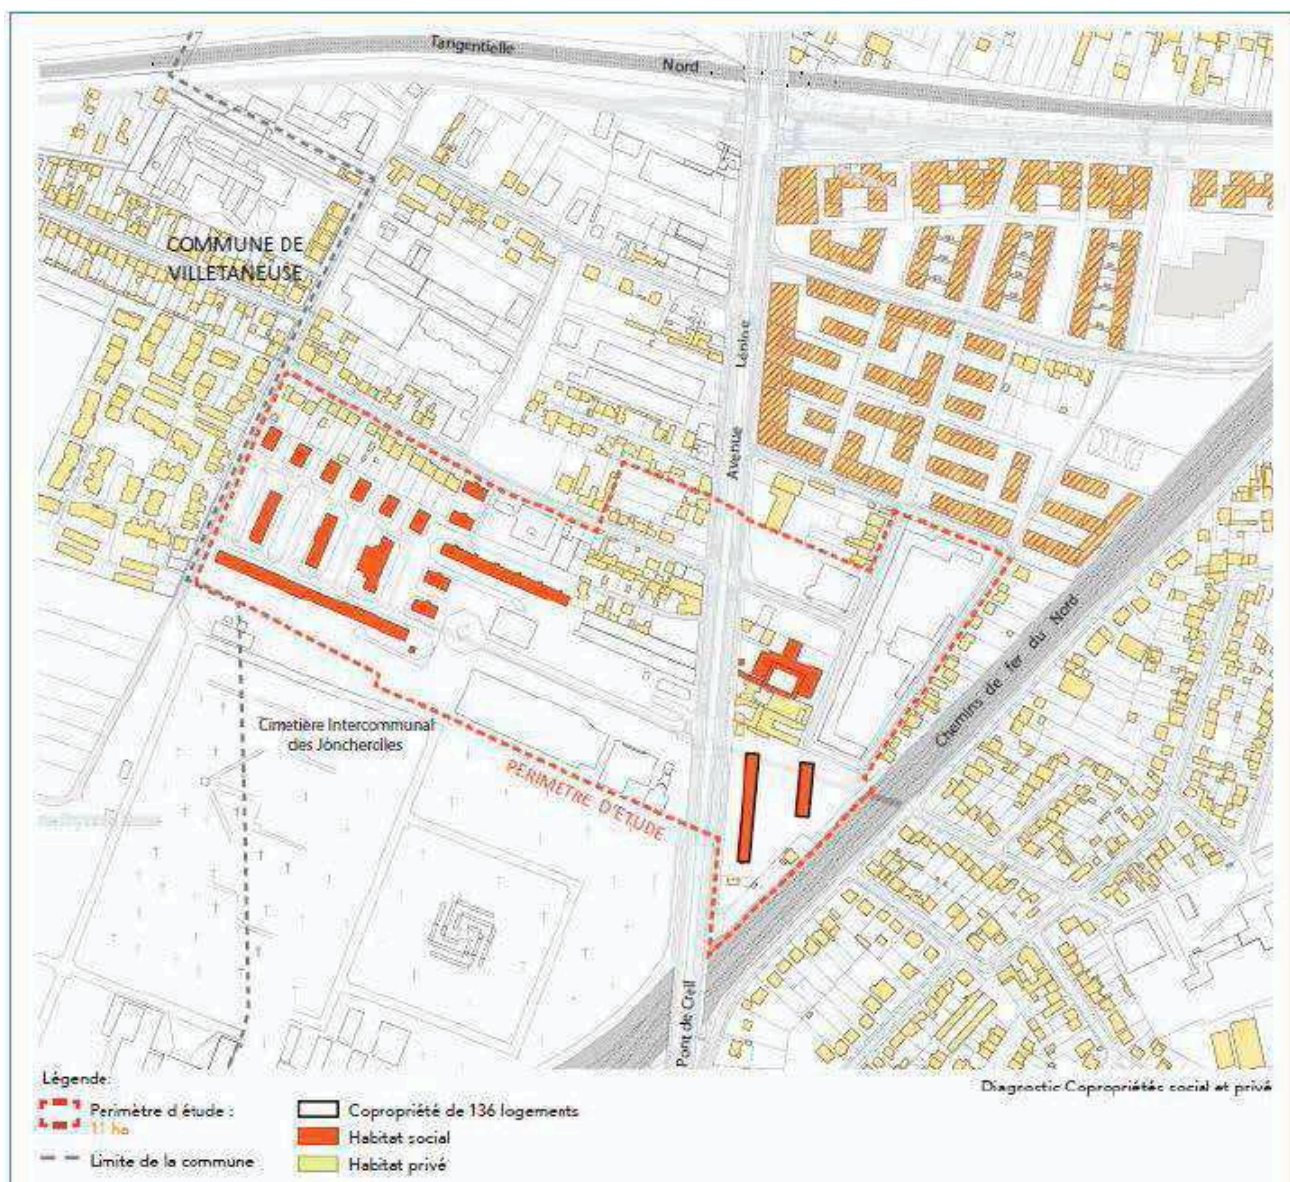 Tangentielle
Nord
COMMUNE DE
VILLETANEUSE
Avenue
Lénine
Chemins de fer du Nord
Cimetière Intercommunal
des Joncherolles
PERIMETRE D'ETUDE
Pont de Creil
Diagnostic Copropriétés social et privé
Légende:
Perimètre d étude :
11 ha
Limite de la commune
Copropriété de 136 logements
Habitat social
Habitat privé